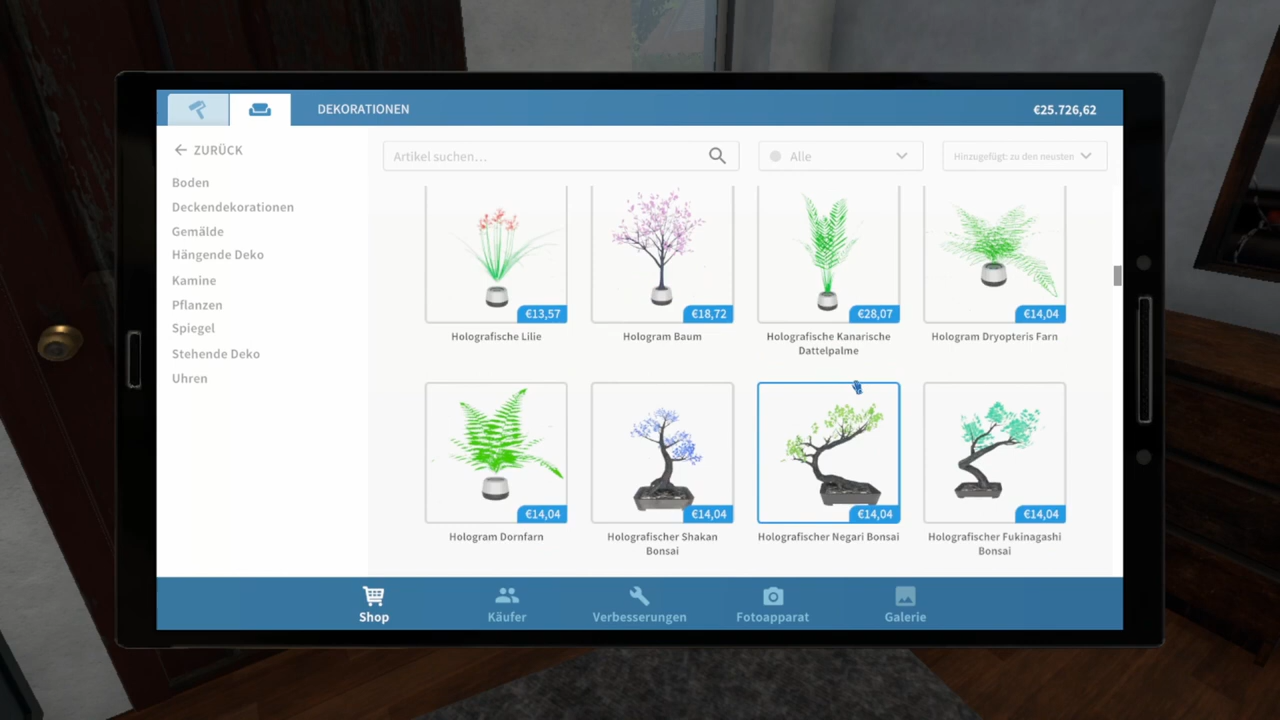 DEKORATIONEN
€25.726,62
ZURÜCK
Artikel suchen...
Alle
Hinzugefügt: zu den neusten
Boden
Deckendekorationen
Gemälde
Hängende Deko
Kamine
Pflanzen
Spiegel
Stehende Deko
Uhren
€13,57
€18,72
€28,07
€14,04
Holografische Lilie
Hologram Baum
Holografische Kanarische
Dattelpalme
Hologram Dryopteris Farn
€14,04
€14,04
€14,04
€14,04
Hologram Dornfarn
Holografischer Shakan
Bonsai
Holografischer Negari Bonsai
Holografischer Fukinagashi
Bonsai
Shop
Käufer
Verbesserungen
Fotoapparat
Galerie